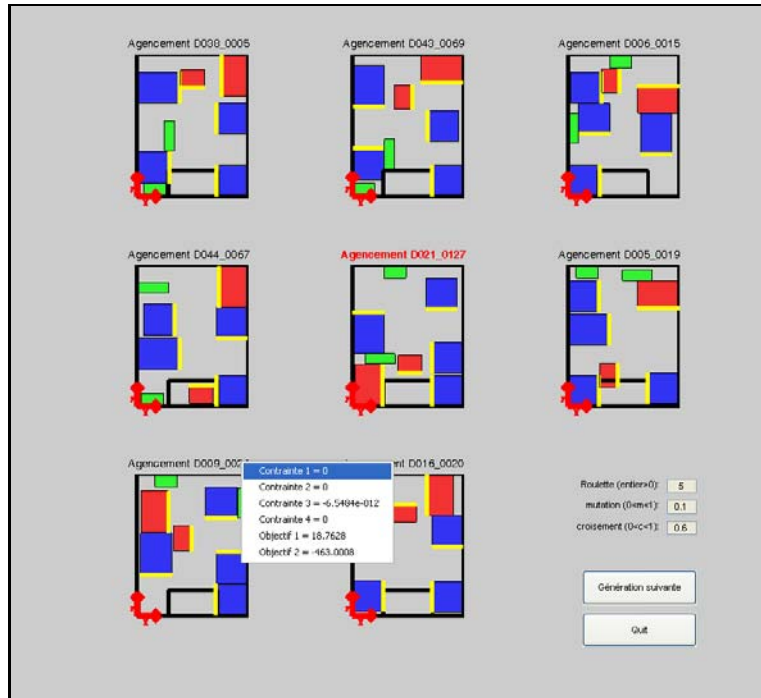 Agencement D038_0005
Agencement D043_0069
Agencement D006_0015
Agencement D044_0067
Agencement D021_0127
Agencement D005_0019
Agencement D009_002
Agencement D016_0020
Contrainte 1 = 0
Contrainte 2 = 0
Contrainte 3 = -6.5484e-012
Contrainte 4 = 0
Objectif 1 = 18.7628
Objectif 2 = -463.0008
Roulette (entier>0): 5
mutation (0<m<1): 0.1
croisement (0<c<1): 0.6
Génération suivante
Quit